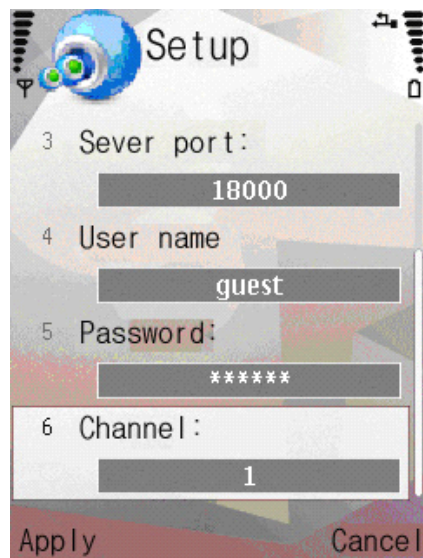 Setup
3 Sever port:
18000
4 User name
guest
5 Password:
******
6 Channel:
1
Apply Cancel